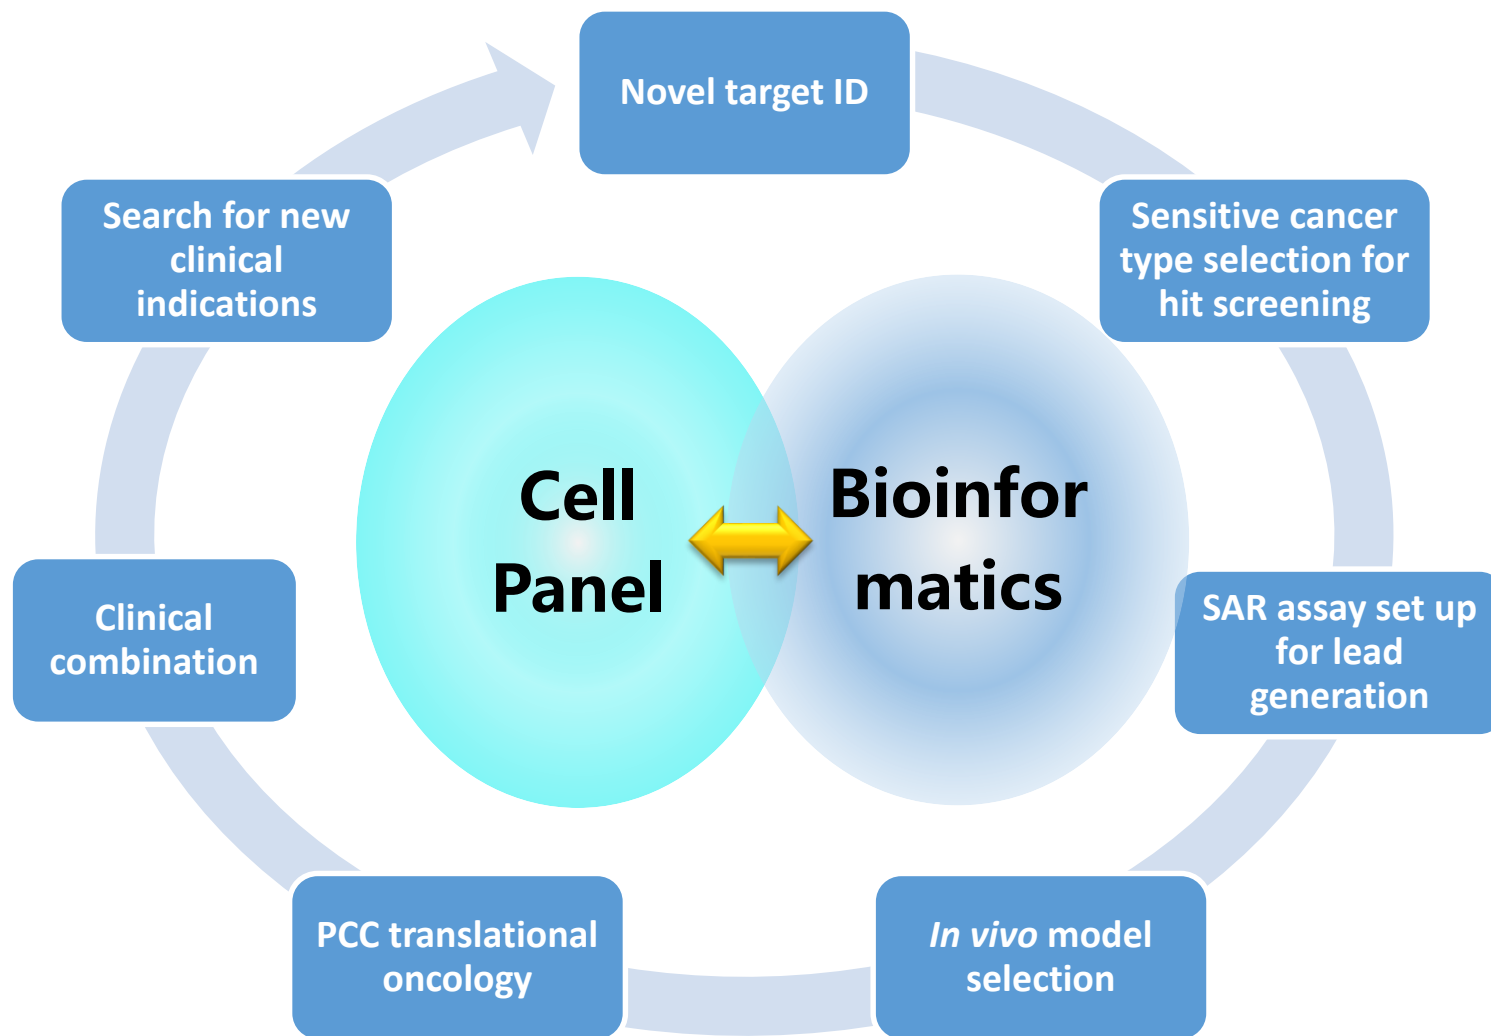 Novel target ID
Sensitive cancer
type selection for
hit screening
SAR assay set up
for lead
generation
In vivo model
selection
PCC translational
oncology
Clinical
combination
Search for new
clinical
indications
Cell
Panel
Bioinfor
matics